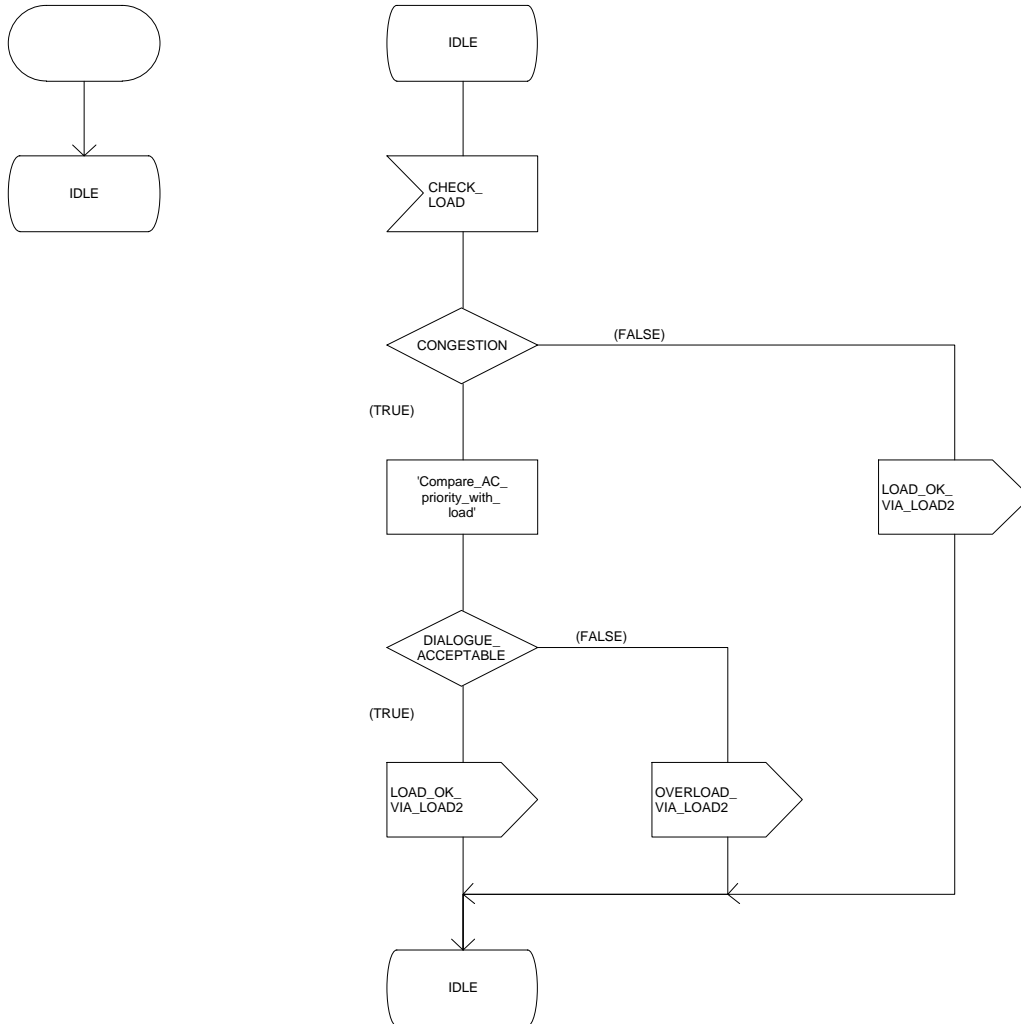 IDLE
IDLE
CHECK_
LOAD
CONGESTION
(FALSE)
(TRUE)
'Compare_AC_
priority_with_
load'
LOAD_OK_
VIA_LOAD2
DIALOGUE_
ACCEPTABLE
(FALSE)
(TRUE)
LOAD_OK_
VIA_LOAD2
OVERLOAD_
VIA_LOAD2
IDLE